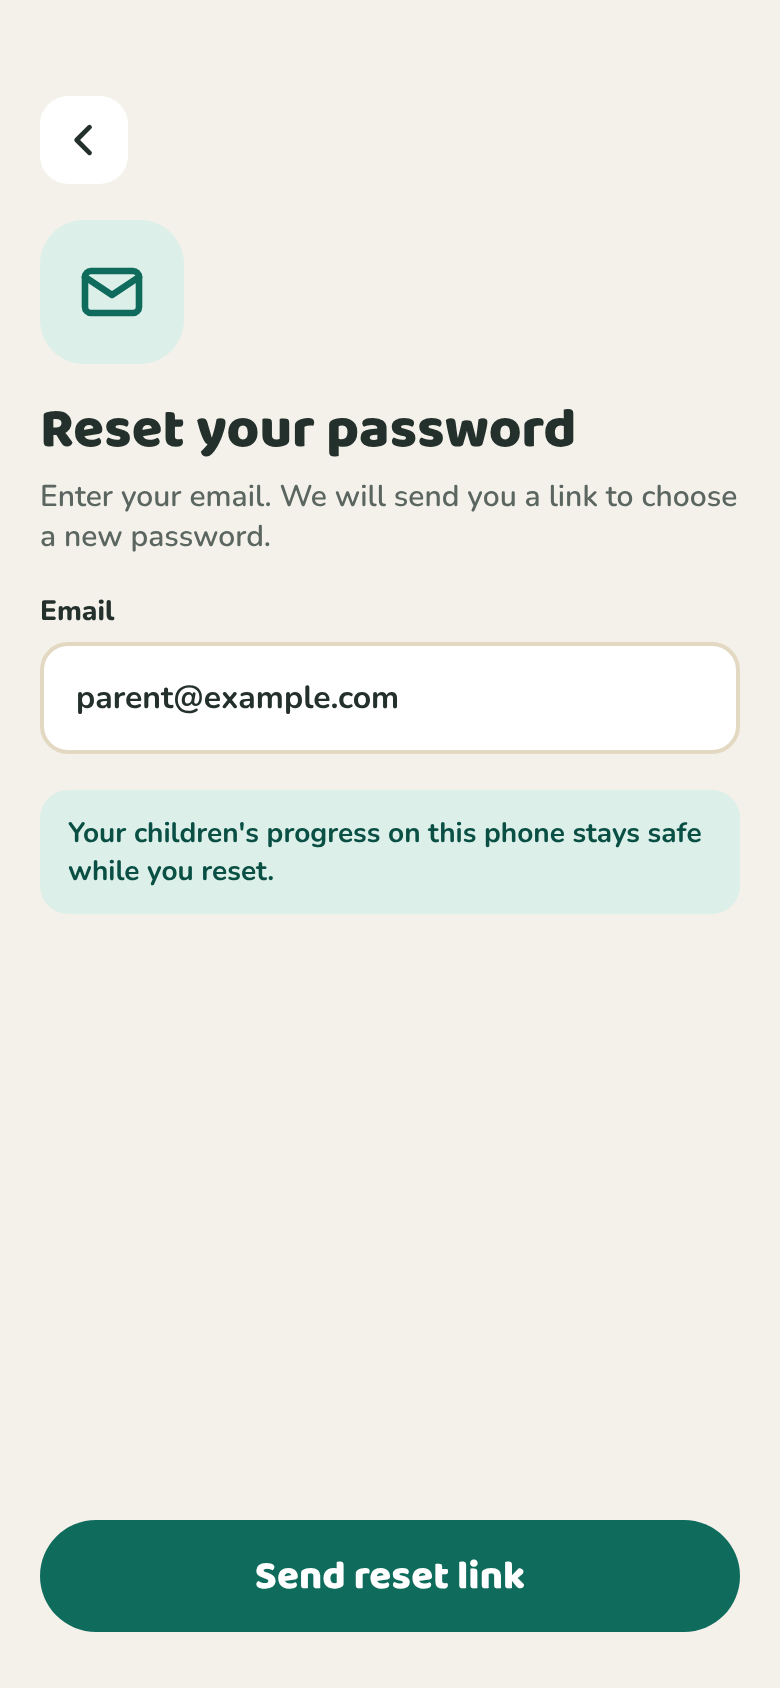 Reset your password
Enter your email. We will send you a link to choose
a new password.
Email
parent@example.com
Your children's progress on this phone stays safe
while you reset.
Send reset link